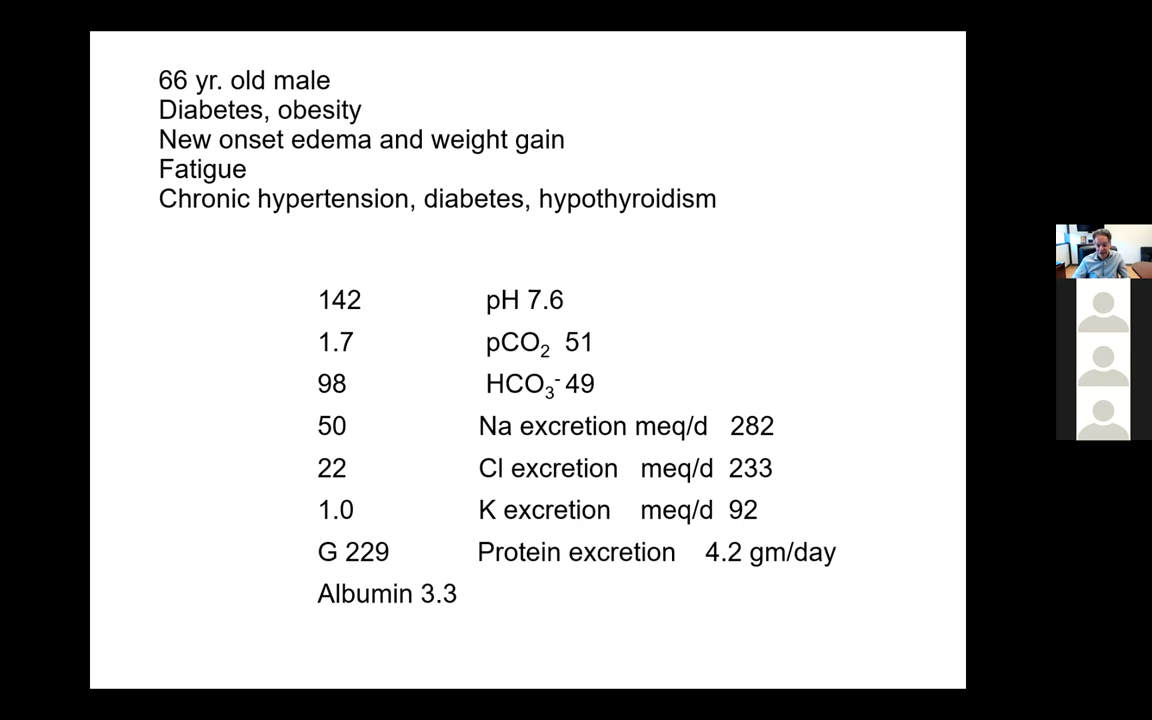 66 yr. old male
Diabetes, obesity
New onset edema and weight gain
Fatigue
Chronic hypertension, diabetes, hypothyroidism
142 pH 7.6
1.7 pCO₂ 51
98 HCO₃⁻ 49
50 Na excretion meq/d 282
22 Cl excretion meq/d 233
1.0 K excretion meq/d 92
G 229 Protein excretion 4.2 gm/day
Albumin 3.3